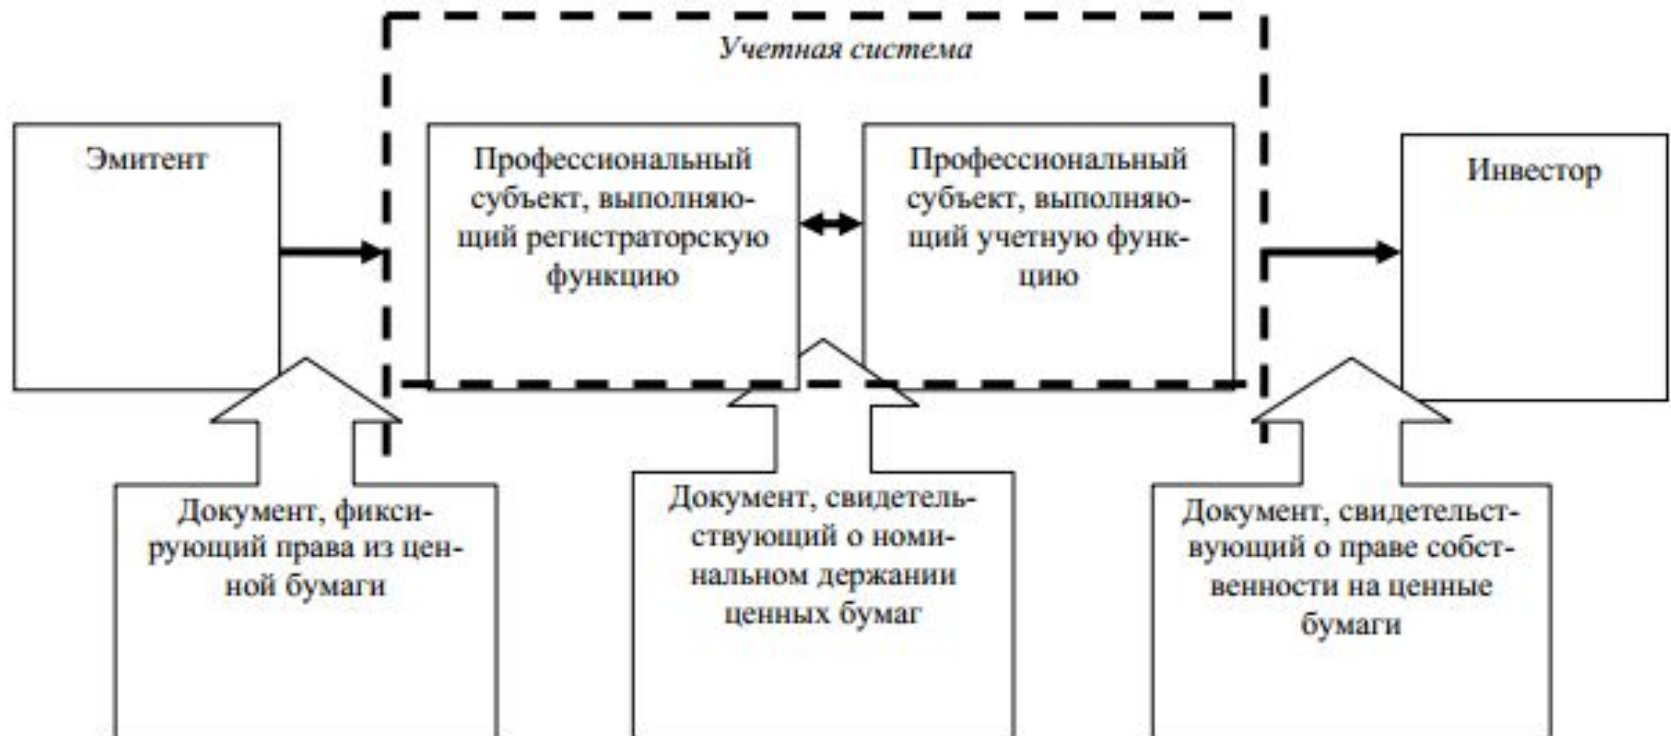 Учетная система
Эмитент
Профессиональный
субъект, выполняю-
щий регистраторскую
функцию
Профессиональный
субъект, выполняю-
щий учетную функ-
цию
Инвестор
Документ, фикси-
рующий права из цен-
ной бумаги
Документ, свидетель-
ствующий о номи-
нальном держании
ценных бумаг
Документ, свидетельст-
вующий о праве собст-
венности на ценные
бумаги